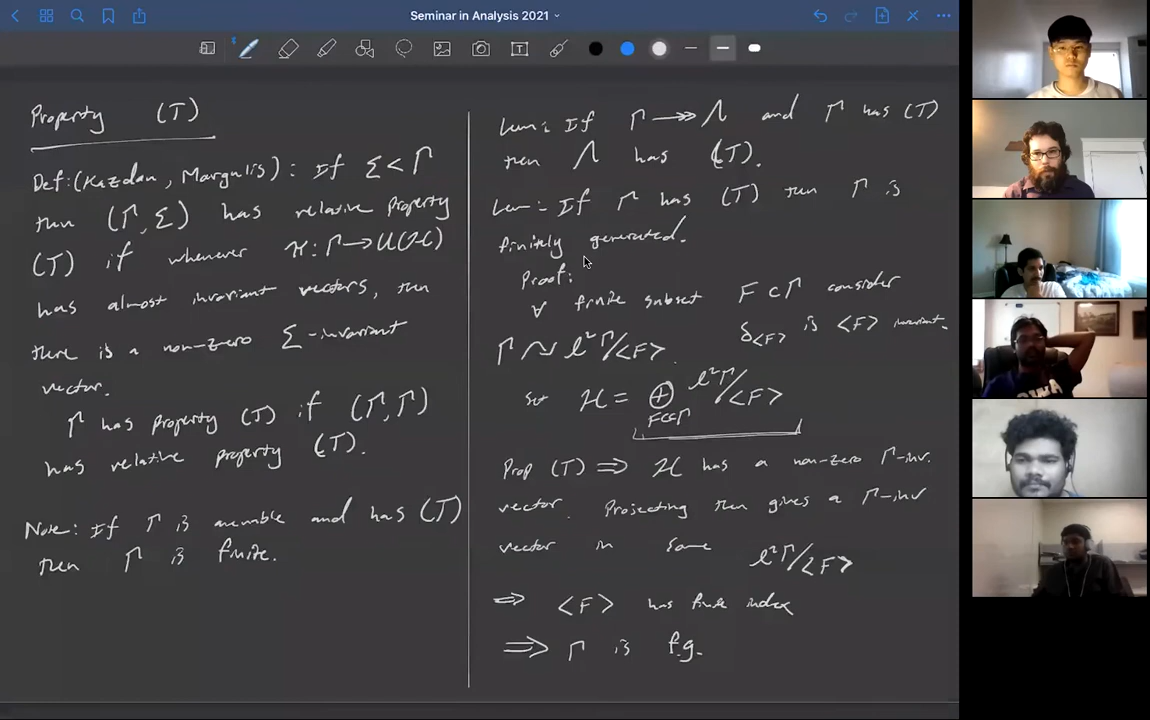 Seminar in Analysis 2021
Property (T)
Def: (Kazdan, Margulis): If Σ < Γ
then (Γ, Σ) has relative property
(T) if whenever π: Γ → U(H)
has almost invariant vectors, then
there is a non-zero Σ-invariant
vector.
Γ has property (T) if (Γ, Γ)
has relative property (T).
Note: If Γ is amenable and has (T)
then Γ is finite.
Lem: If Γ ↠ Λ and Γ has (T)
then Λ has (T).
Lem: If Γ has (T) then Γ is
finitely generated.
Proof:
∀ finite subset F ⊂ Γ consider
Γ ↷ ℓ²Γ/<F>. δ<F> is <F> invariant.
Set H = ⊕ ℓ²Γ/<F>
F⊂Γ
Prop (T) ⟹ H has a non-zero Γ-inv.
vector. Projecting then gives a Γ-inv
vector in some ℓ²Γ/<F>
⟹ <F> has finite index
⟹ Γ is f.g.